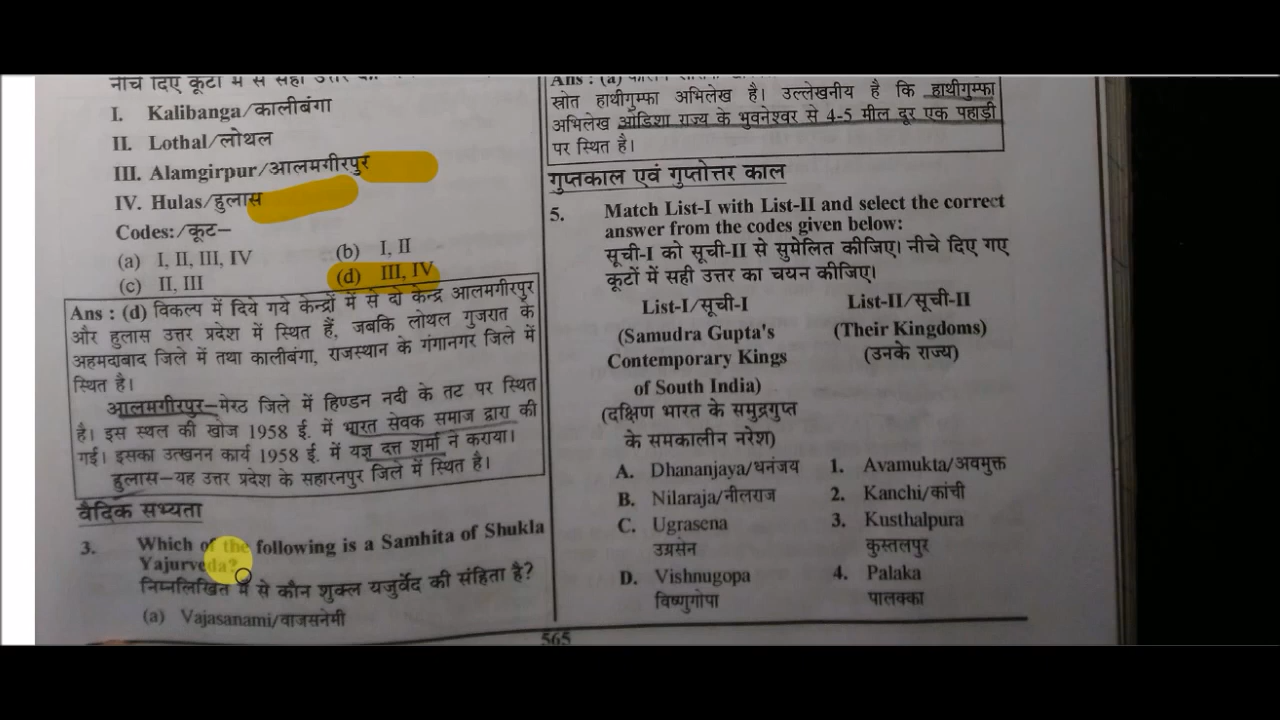 नीचे दिए कूटों में से सही उत्तर
I. Kalibanga/कालीबंगा
II. Lothal/लोथल
III. Alamgirpur/आलमगीरपुर
IV. Hulas/हुलास
Codes:/कूट–
(a) I, II, III, IV (b) I, II
(c) II, III (d) III, IV
Ans : (d) विकल्प में दिये गये केन्द्रों में से दो केन्द्र आलमगीरपुर
और हुलास उत्तर प्रदेश में स्थित हैं, जबकि लोथल गुजरात के
अहमदाबाद जिले में तथा कालीबंगा, राजस्थान के गंगानगर जिले में
स्थित है।
आलमगीरपुर–मेरठ जिले में हिण्डन नदी के तट पर स्थित
है। इस स्थल की खोज 1958 ई. में भारत सेवक समाज द्वारा की
गई। इसका उत्खनन कार्य 1958 ई. में यज्ञ दत्त शर्मा ने कराया।
हुलास–यह उत्तर प्रदेश के सहारनपुर जिले में स्थित है।
वैदिक सभ्यता
3. Which of the following is a Samhita of Shukla
Yajurveda?
निम्नलिखित में से कौन शुक्ल यजुर्वेद की संहिता है?
(a) Vajasanami/वाजसनेमी
Ans : (a)
स्रोत हाथीगुम्फा अभिलेख है। उल्लेखनीय है कि हाथीगुम्फा
अभिलेख ओडिशा राज्य के भुवनेश्वर से 4-5 मील दूर एक पहाड़ी
पर स्थित है।
गुप्तकाल एवं गुप्तोत्तर काल
5. Match List-I with List-II and select the correct
answer from the codes given below:
सूची-I को सूची-II से सुमेलित कीजिए। नीचे दिए गए
कूटों में सही उत्तर का चयन कीजिए।
List-I/सूची-I List-II/सूची-II
(Samudra Gupta's (Their Kingdoms)
Contemporary Kings (उनके राज्य)
of South India)
(दक्षिण भारत के समुद्रगुप्त
के समकालीन नरेश)
A. Dhananjaya/धनंजय 1. Avamukta/अवमुक्त
B. Nilaraja/नीलराज 2. Kanchi/कांची
C. Ugrasena 3. Kusthalpura
उग्रसेन कुस्तलपुर
D. Vishnugopa 4. Palaka
विष्णुगोपा पालक्का
565